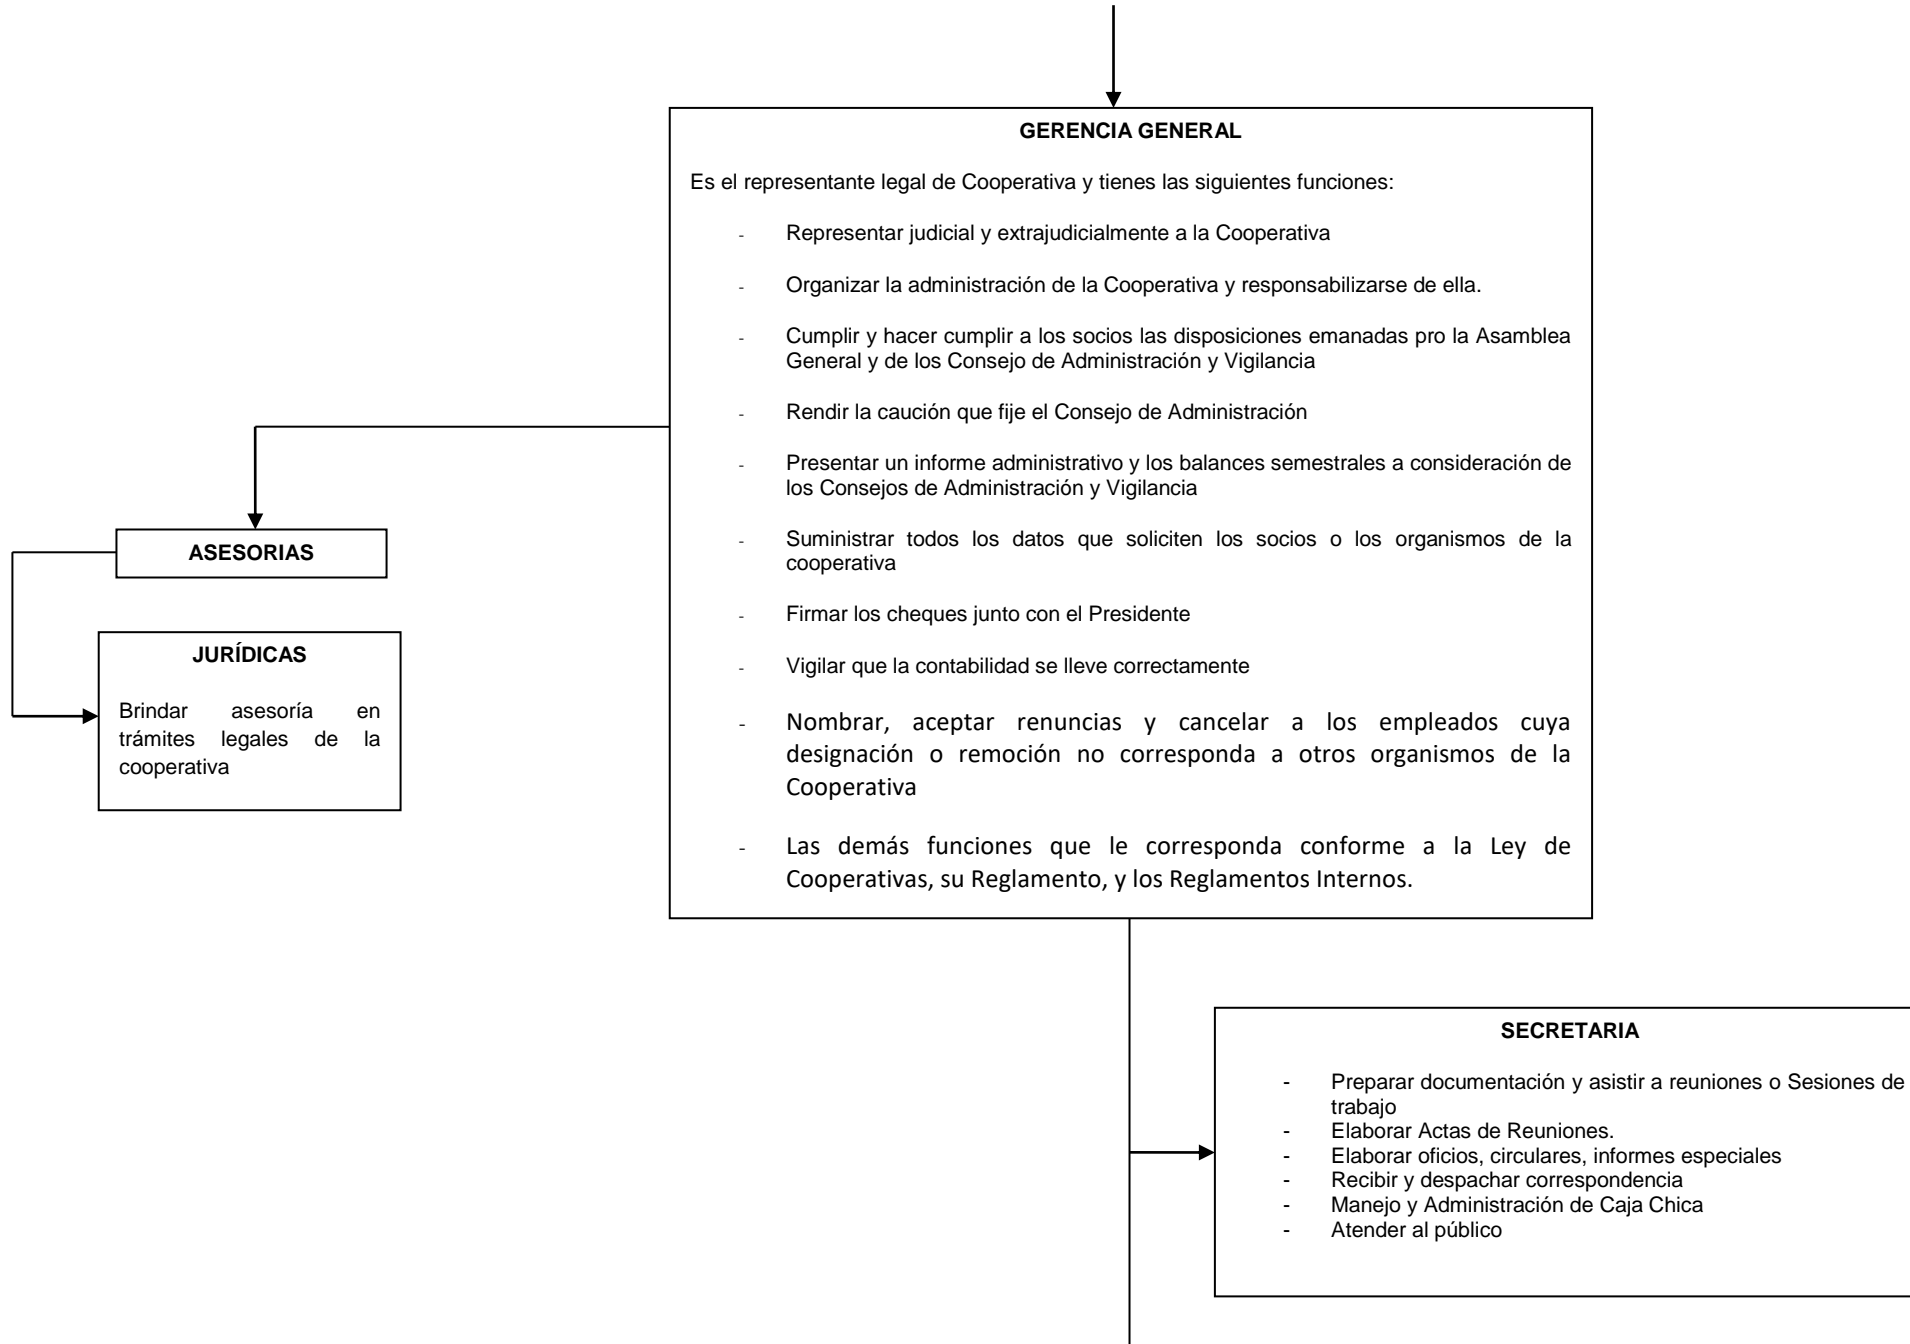 GERENCIA GENERAL
Es el representante legal de Cooperativa y tienes las siguientes funciones:
- Representar judicial y extrajudicialmente a la Cooperativa
- Organizar la administración de la Cooperativa y responsabilizarse de ella.
- Cumplir y hacer cumplir a los socios las disposiciones emanadas pro la Asamblea
General y de los Consejo de Administración y Vigilancia
- Rendir la caución que fije el Consejo de Administración
- Presentar un informe administrativo y los balances semestrales a consideración de
los Consejos de Administración y Vigilancia
- Suministrar todos los datos que soliciten los socios o los organismos de la
cooperativa
- Firmar los cheques junto con el Presidente
- Vigilar que la contabilidad se lleve correctamente
- Nombrar, aceptar renuncias y cancelar a los empleados cuya
designación o remoción no corresponda a otros organismos de la
Cooperativa
- Las demás funciones que le corresponda conforme a la Ley de
Cooperativas, su Reglamento, y los Reglamentos Internos.
ASESORIAS
JURÍDICAS
Brindar asesoría en
trámites legales de la
cooperativa
SECRETARIA
- Preparar documentación y asistir a reuniones o Sesiones de
trabajo
- Elaborar Actas de Reuniones.
- Elaborar oficios, circulares, informes especiales
- Recibir y despachar correspondencia
- Manejo y Administración de Caja Chica
- Atender al público